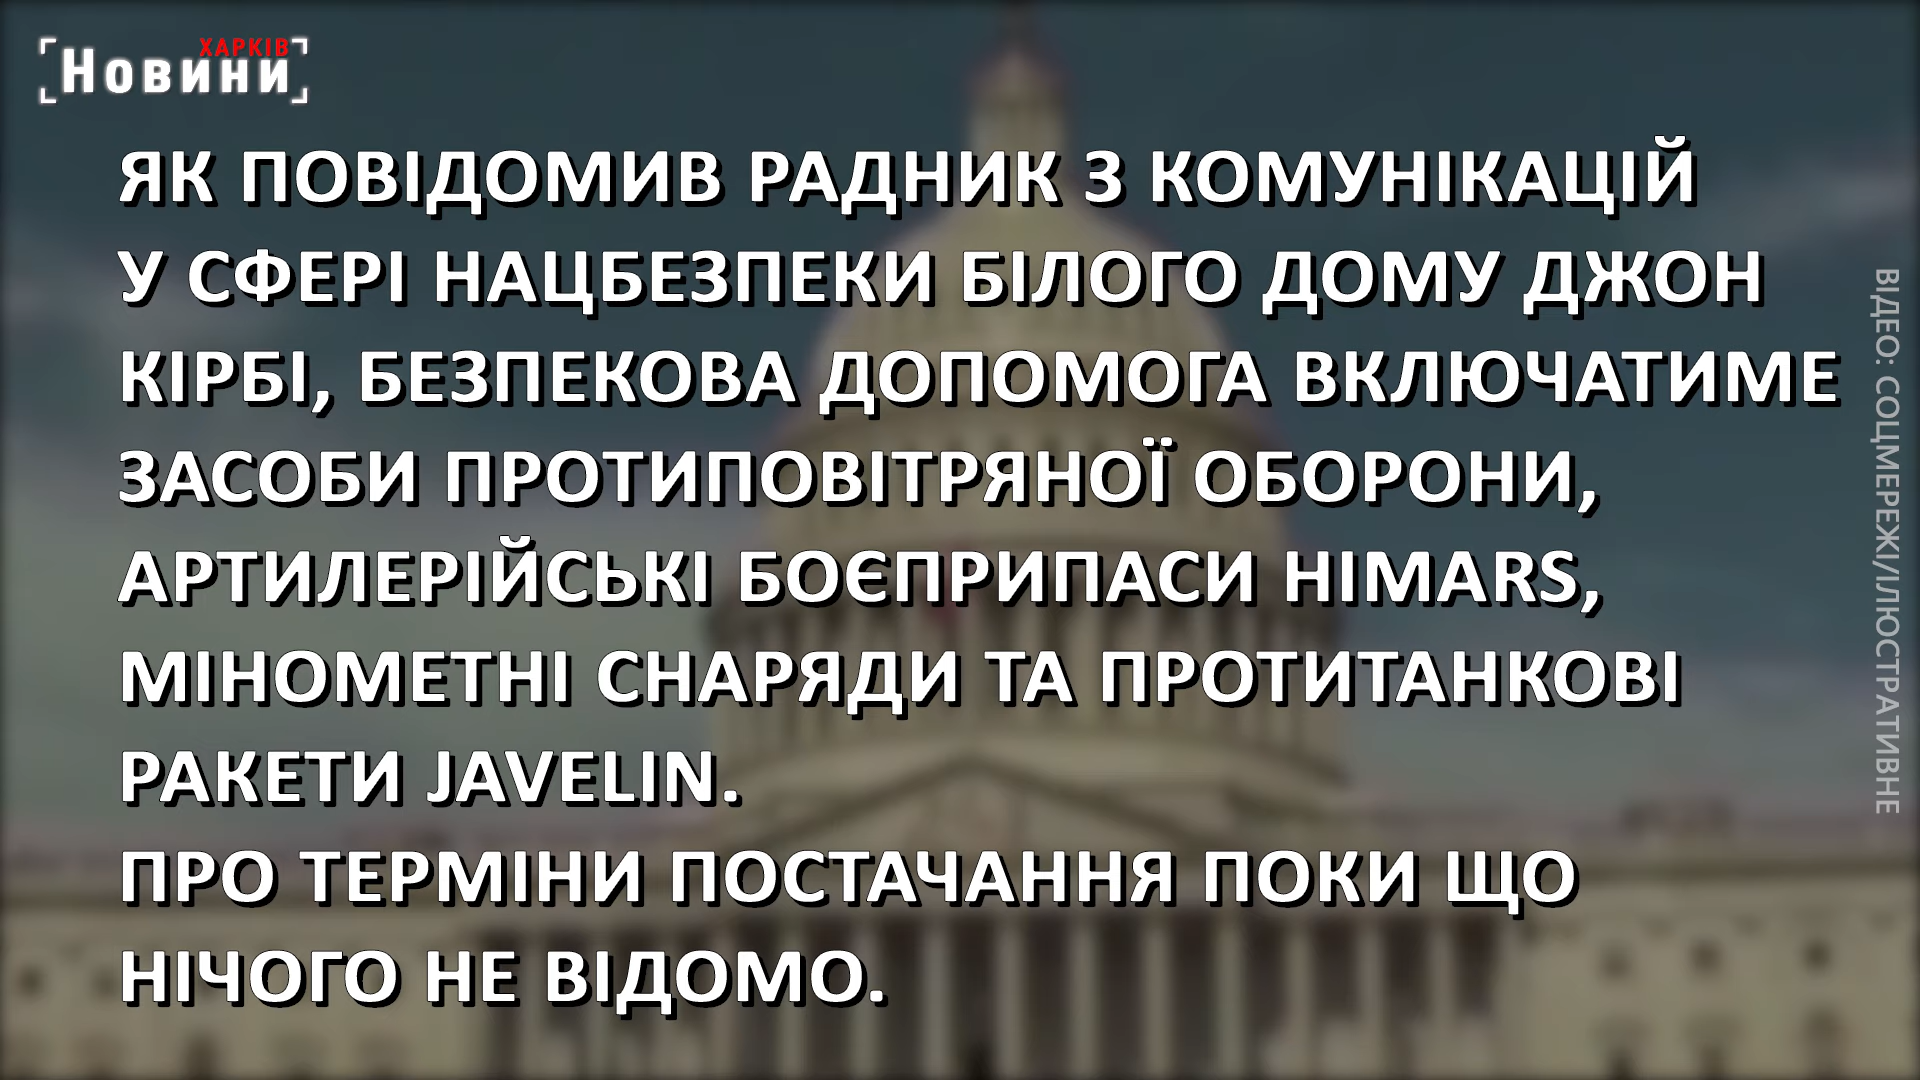 ХАРКІВ
Новини
ЯК ПОВІДОМИВ РАДНИК З КОМУНІКАЦІЙ
У СФЕРІ НАЦБЕЗПЕКИ БІЛОГО ДОМУ ДЖОН
КІРБІ, БЕЗПЕКОВА ДОПОМОГА ВКЛЮЧАТИМЕ
ЗАСОБИ ПРОТИПОВІТРЯНОЇ ОБОРОНИ,
АРТИЛЕРІЙСЬКІ БОЄПРИПАСИ HIMARS,
МІНОМЕТНІ СНАРЯДИ ТА ПРОТИТАНКОВІ
РАКЕТИ JAVELIN.
ПРО ТЕРМІНИ ПОСТАЧАННЯ ПОКИ ЩО
НІЧОГО НЕ ВІДОМО.
ВІДЕО: СОЦМЕРЕЖІ/ІЛЮСТРАТИВНЕ